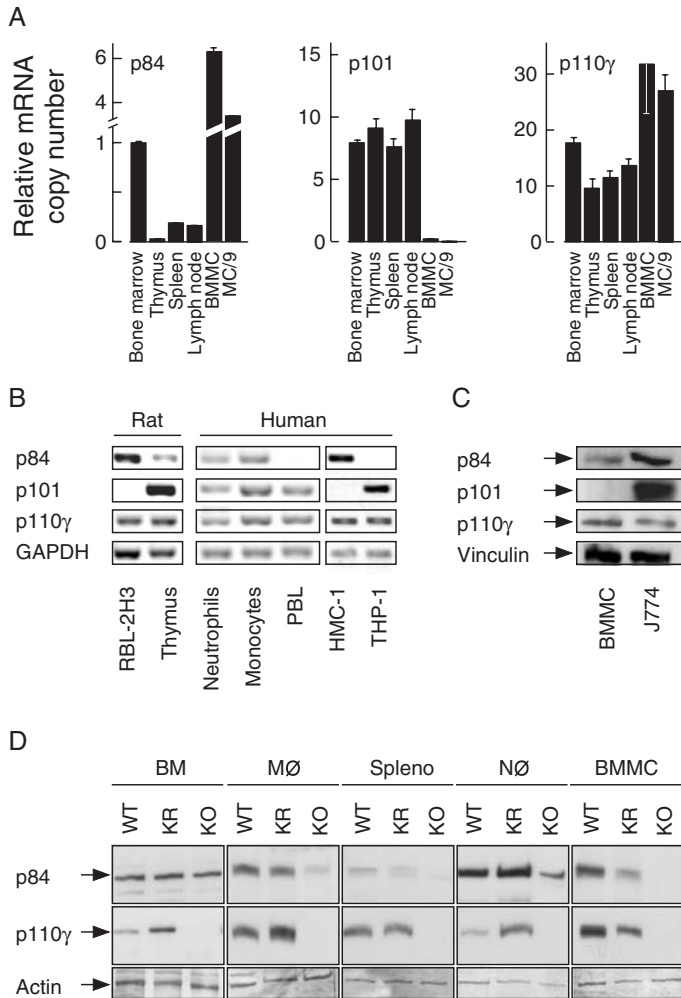 A
Relative mRNA
copy number
p84
6
4
1
0
Bone marrow
Thymus
Spleen
Lymph node
BMMC
MC/9
p101
15
10
5
0
Bone marrow
Thymus
Spleen
Lymph node
BMMC
MC/9
p110γ
30
20
10
0
Bone marrow
Thymus
Spleen
Lymph node
BMMC
MC/9
B
Rat Human
p84
p101
p110γ
GAPDH
RBL-2H3
Thymus
Neutrophils
Monocytes
PBL
HMC-1
THP-1
C
p84
p101
p110γ
Vinculin
BMMC
J774
D
BM MØ Spleno NØ BMMC
WT KR KO WT KR KO WT KR KO WT KR KO WT KR KO
p84
p110γ
Actin